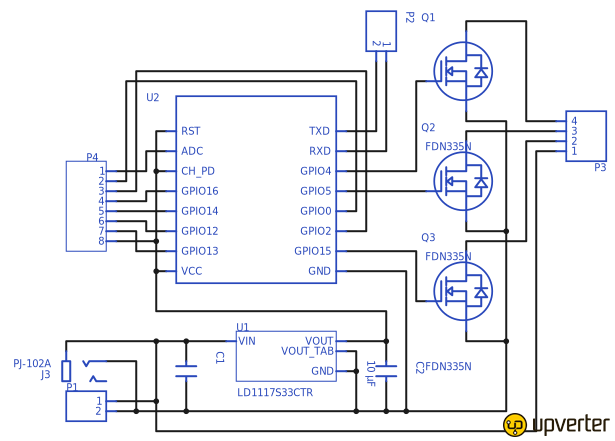 P2
Q1
2 1
U2
RST
TXD
ADC
RXD
CH_PD
GPIO4
GPIO16
GPIO5
GPIO14
GPIO0
GPIO12
GPIO2
GPIO13
GPIO15
VCC
GND
P4
1
2
3
4
5
6
7
8
Q2
FDN335N
Q3
FDN335N
FDN335N
4
3
2
1
P3
U1
VIN
VOUT
VOUT_TAB
GND
LD1117S33CTR
C1
10 µF
C2
PJ-102A
J3
P1
1
2
upverter